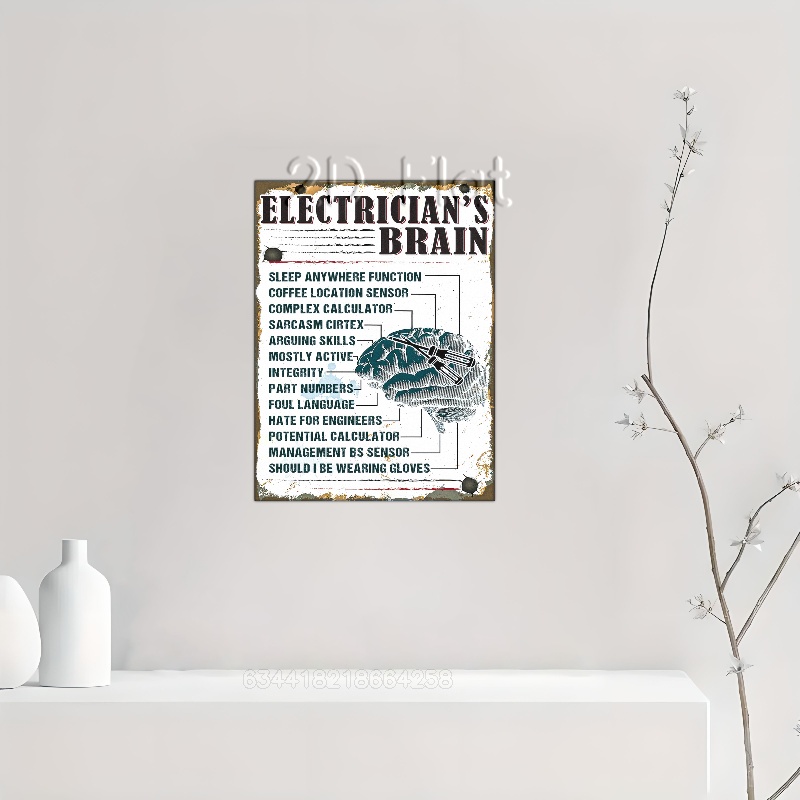 2D Flat
ELECTRICIAN'S
BRAIN
SLEEP ANYWHERE FUNCTION
COFFEE LOCATION SENSOR
COMPLEX CALCULATOR
SARCASM CIRTEX
ARGUING SKILLS
MOSTLY ACTIVE
INTEGRITY
PART NUMBERS
FOUL LANGUAGE
HATE FOR ENGINEERS
POTENTIAL CALCULATOR
MANAGEMENT BS SENSOR
SHOULD I BE WEARING GLOVES
634418218664258